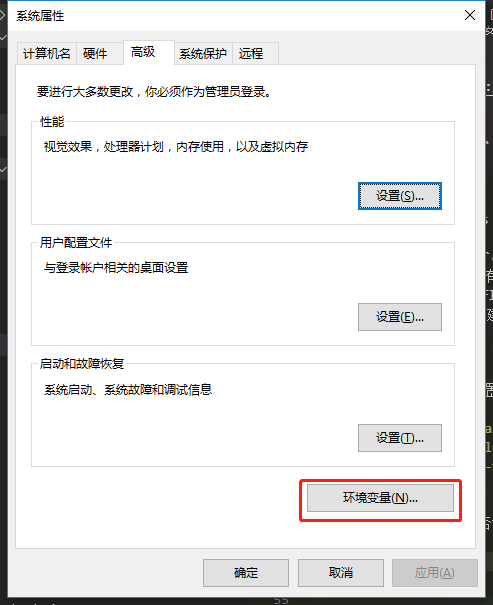 系统属性
计算机名 硬件 高级 系统保护 远程
要进行大多数更改，你必须作为管理员登录。
性能
视觉效果，处理器计划，内存使用，以及虚拟内存
设置(S)...
用户配置文件
与登录帐户相关的桌面设置
设置(E)...
启动和故障恢复
系统启动、系统故障和调试信息
设置(T)...
环境变量(N)...
确定 取消 应用(A)
55